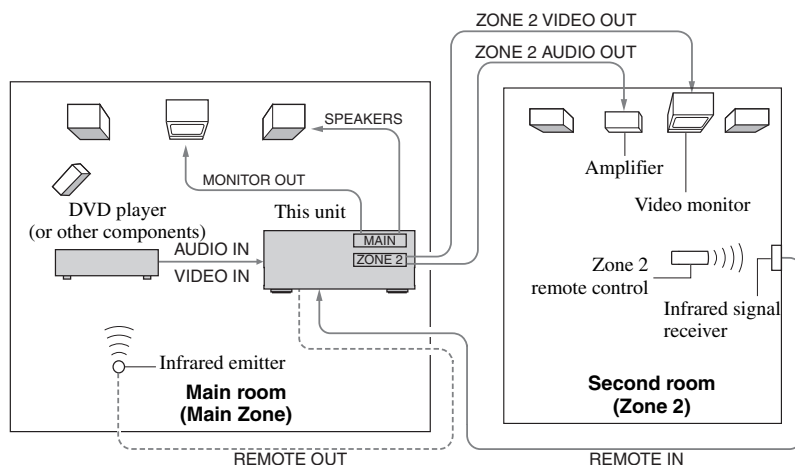 ZONE 2 VIDEO OUT
ZONE 2 AUDIO OUT
SPEAKERS
MONITOR OUT
DVD player
(or other components)
This unit
AUDIO IN
VIDEO IN
MAIN
ZONE 2
Infrared emitter
Main room
(Main Zone)
REMOTE OUT
Amplifier
Video monitor
Zone 2
remote control
Infrared signal
receiver
Second room
(Zone 2)
REMOTE IN